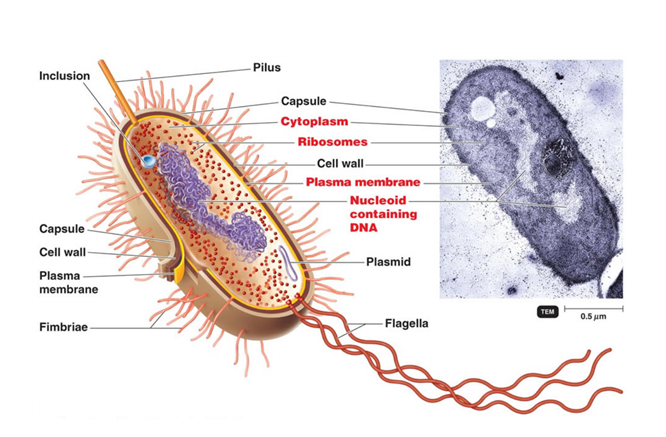 Pilus
Inclusion
Capsule
Cytoplasm
Ribosomes
Cell wall
Plasma membrane
Nucleoid
containing
DNA
Capsule
Cell wall
Plasma
membrane
Plasmid
Fimbriae
Flagella
TEM
0.5 μm